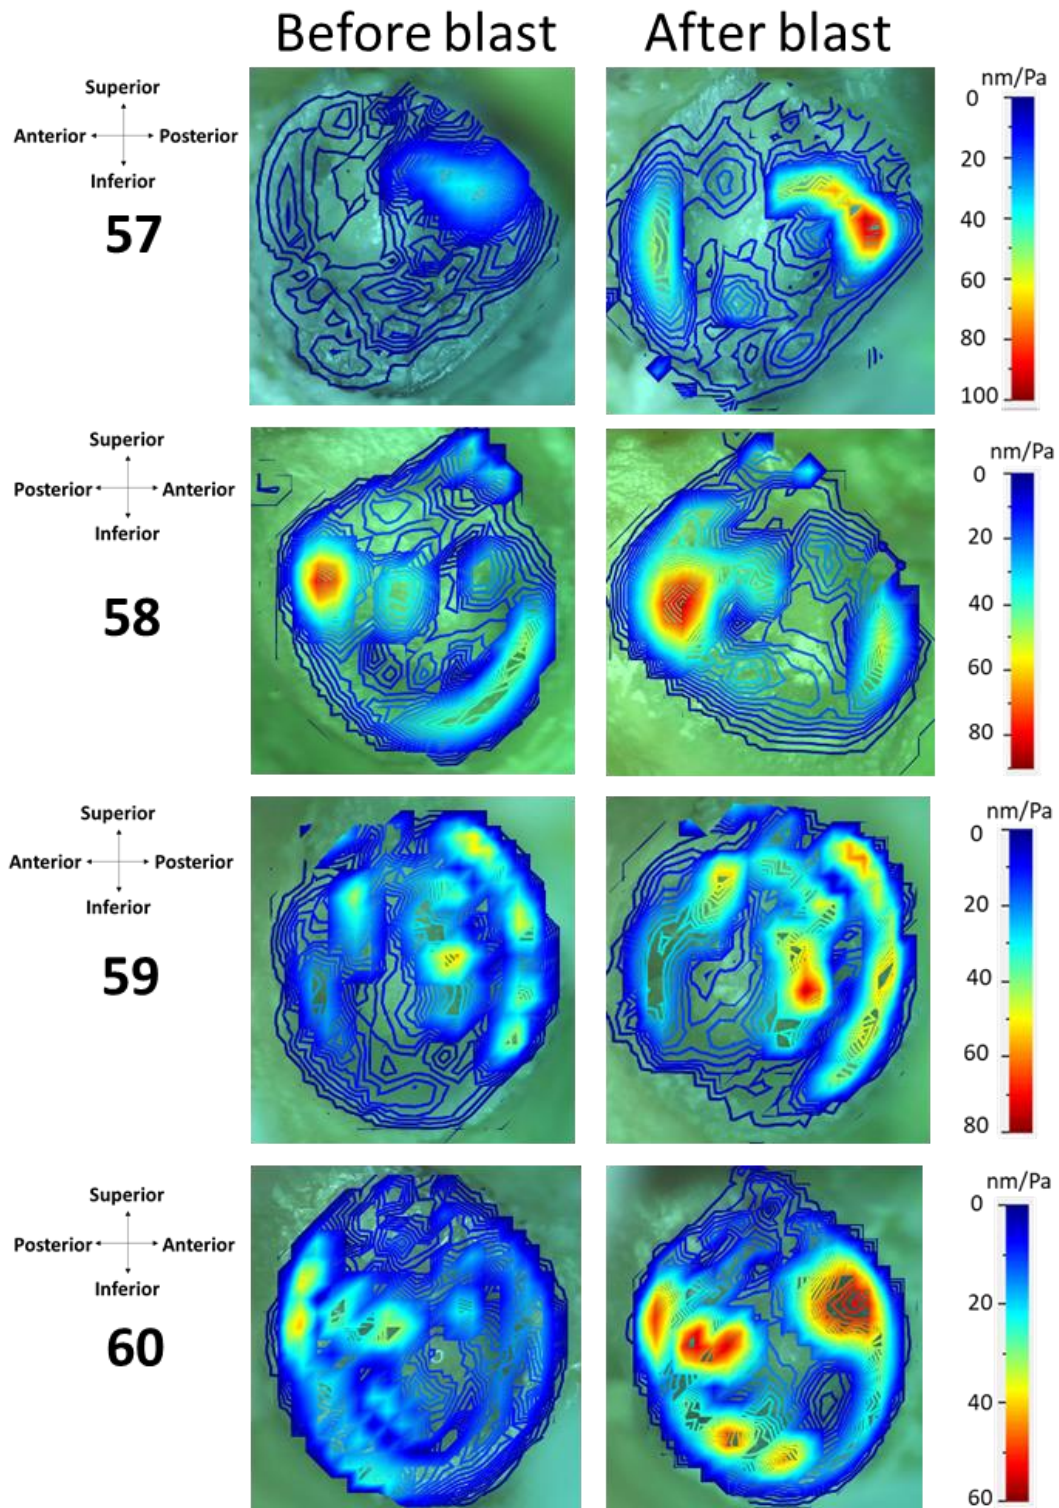 Before blast After blast
nm/Pa
Superior
Anterior Posterior
Inferior
57
0
20
40
60
80
100
nm/Pa
Superior
Posterior Anterior
Inferior
58
0
20
40
60
80
nm/Pa
Superior
Anterior Posterior
Inferior
59
0
20
40
60
80
nm/Pa
Superior
Posterior Anterior
Inferior
60
0
20
40
60